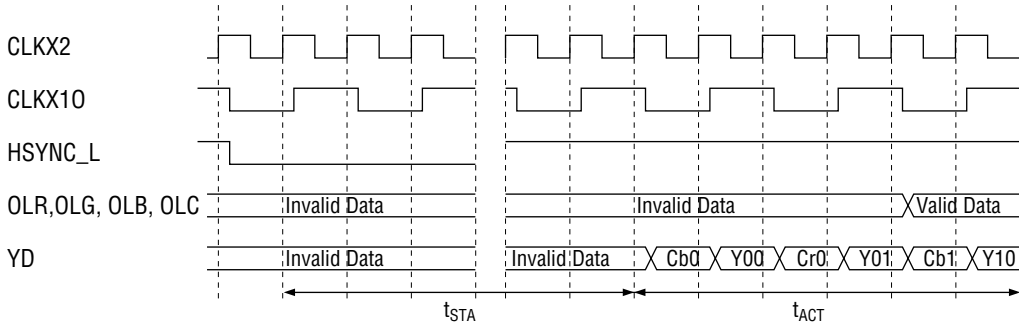 CLKX2
CLKX1O
HSYNC_L
OLR,OLG, OLB, OLC Invalid Data Invalid Data Valid Data
YD Invalid Data Invalid Data Cb0 Y00 Cr0 Y01 Cb1 Y10
tSTA tACT